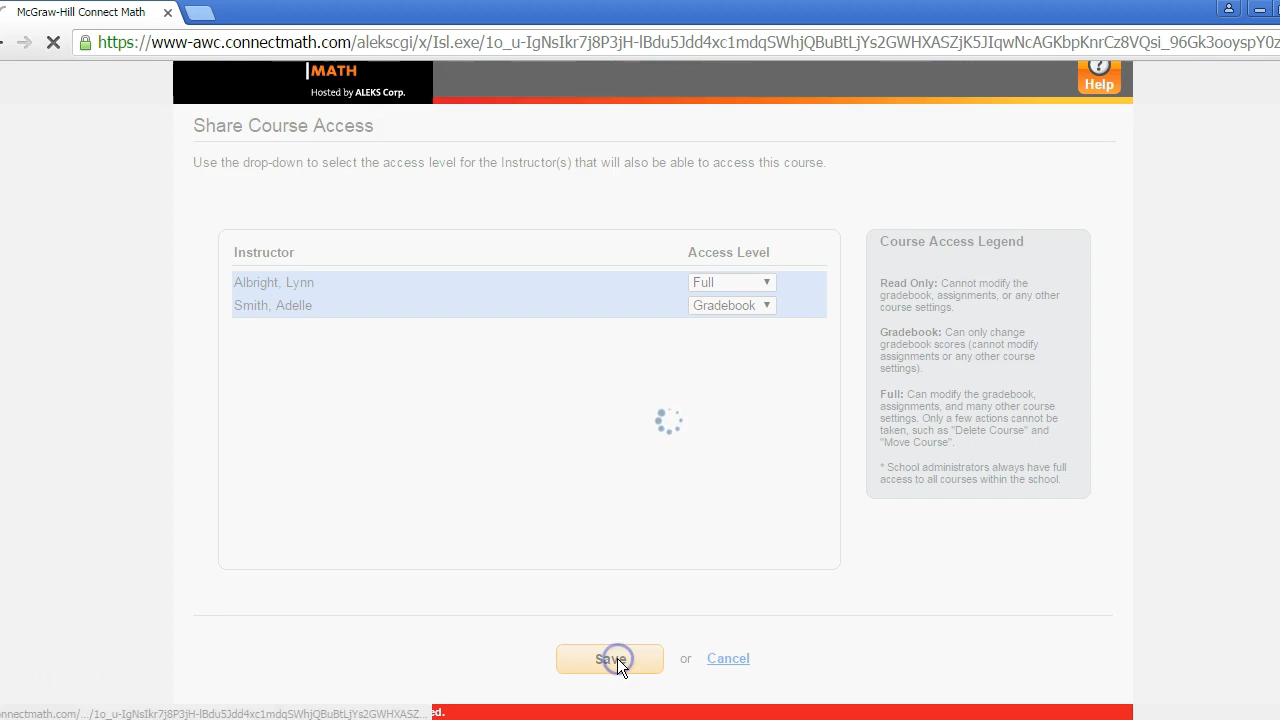 McGraw-Hill Connect Math
https://www-awc.connectmath.com/alekscgi/x/Isl.exe/1o_u-IgNsIkr7j8P3jH-lBdu5Jdd4xc1mdqSWhjQBuBtLjYs2GWHXASZjK5JIqwNcAGKbpKnrCz8VQsi_96Gk3ooyspY0z
MATH
Hosted by ALEKS Corp.
Help
Share Course Access
Use the drop-down to select the access level for the Instructor(s) that will also be able to access this course.
Instructor Access Level
Albright, Lynn Full
Smith, Adelle Gradebook
Course Access Legend
Read Only: Cannot modify the
gradebook, assignments, or any other
course settings.
Gradebook: Can only change
gradebook scores (cannot modify
assignments or any other course
settings).
Full: Can modify the gradebook,
assignments, and many other course
settings. Only a few actions cannot be
taken, such as "Delete Course" and
"Move Course".
* School administrators always have full
access to all courses within the school.
Save or Cancel
onnectmath.com/.../1o_u-IgNsIkr7j8P3jH-lBdu5Jdd4xc1mdqSWhjQBuBtLjYs2GWHXASZ... ed.